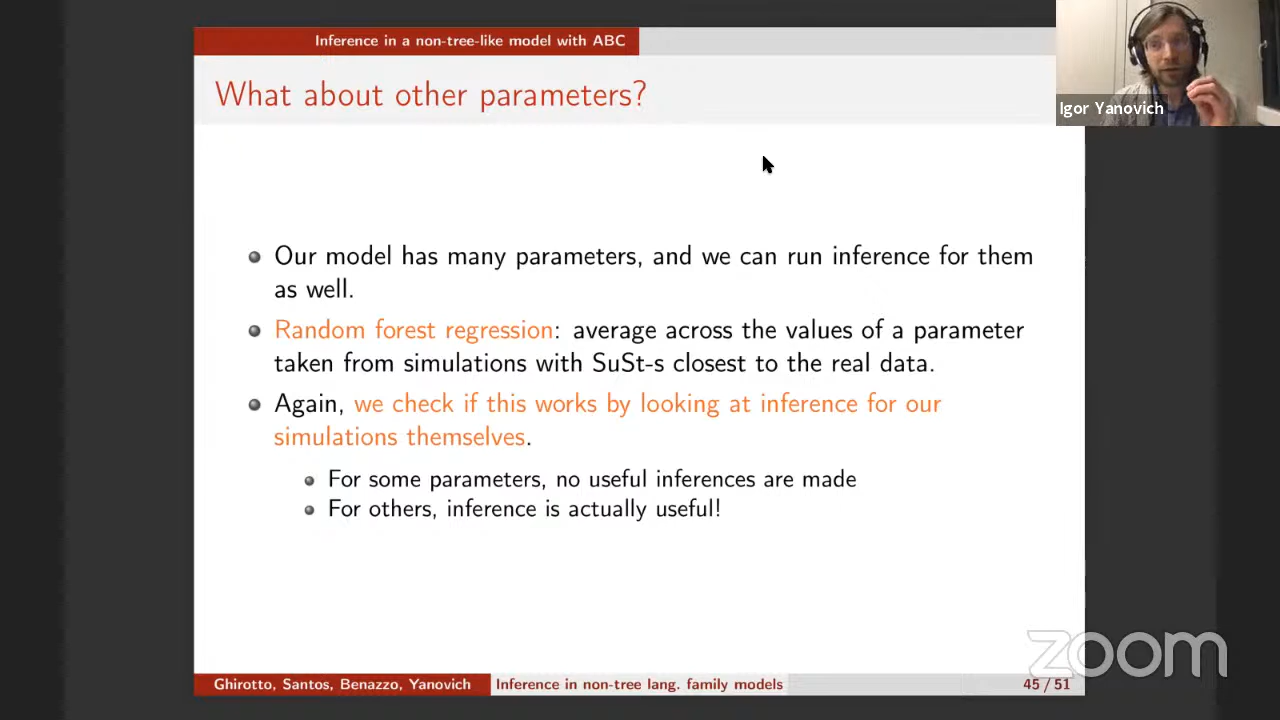 Inference in a non-tree-like model with ABC
What about other parameters?
Igor Yanovich
Our model has many parameters, and we can run inference for them
as well.
Random forest regression: average across the values of a parameter
taken from simulations with SuSt-s closest to the real data.
Again, we check if this works by looking at inference for our
simulations themselves.
For some parameters, no useful inferences are made
For others, inference is actually useful!
zoom
Ghirotto, Santos, Benazzo, Yanovich
Inference in non-tree lang. family models
45 / 51